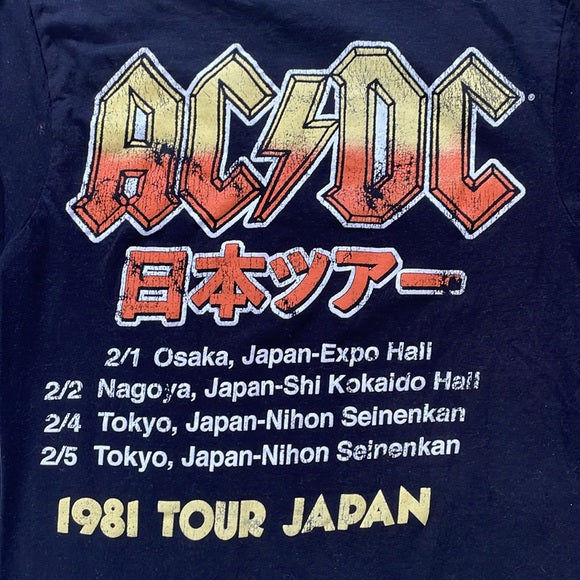 AC/DC®
日本ツアー
2/1 Osaka, Japan-Expo Hall
2/2 Nagoya, Japan-Shi Kokaido Hall
2/4 Tokyo, Japan-Nihon Seinenkan
2/5 Tokyo, Japan-Nihon Seinenkan
1981 TOUR JAPAN